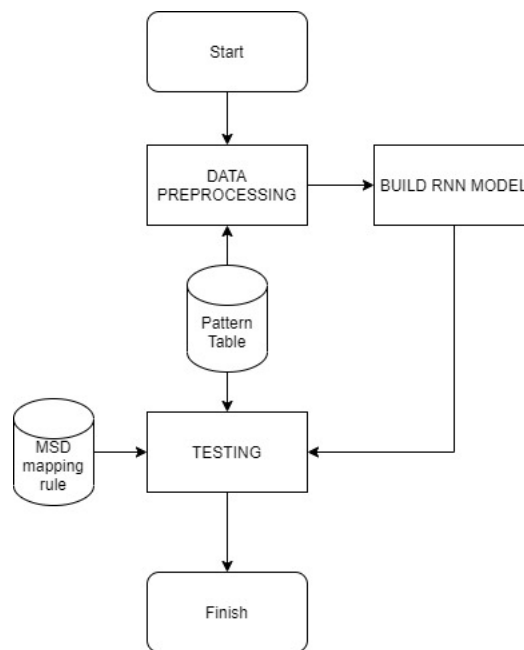 Start
DATA
PREPROCESSING
BUILD RNN MODEL
Pattern
Table
MSD
mapping
rule
TESTING
Finish